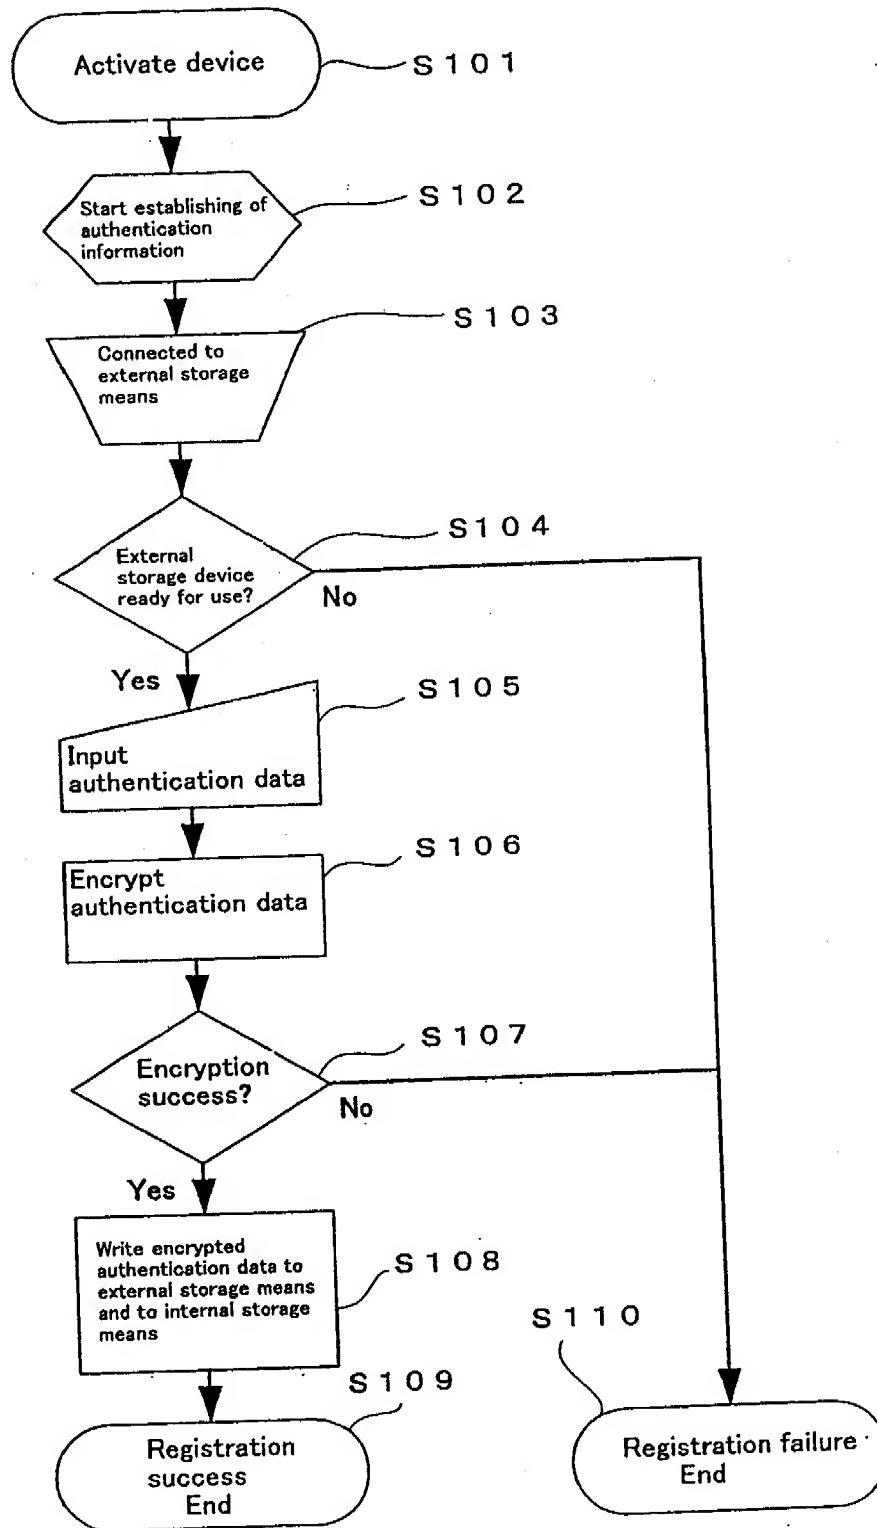 Activate device
S101
Start establishing of
authentication
information
S102
Connected to
external storage
means
S103
External
storage device
ready for use?
S104
No
Yes
Input
authentication data
S105
Encrypt
authentication data
S106
Encryption
success?
S107
No
Yes
Write encrypted
authentication data to
external storage means
and to internal storage
means
S108
Registration
success
End
S109
Registration failure
End
S110